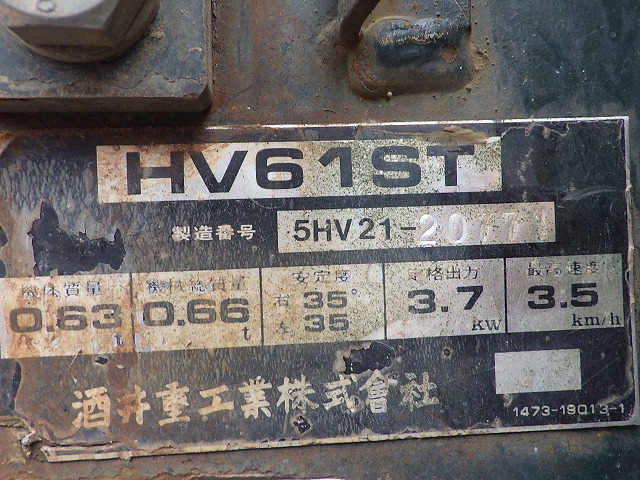 HV61ST
製造番号 5HV21-20771
機体質量 機械総質量 安定度 定格出力 最高速度
0.63 t 0.66 t 右 35° 左 35 3.7 kw 3.5 km/h
酒井重工業株式會社
1473-19013-1